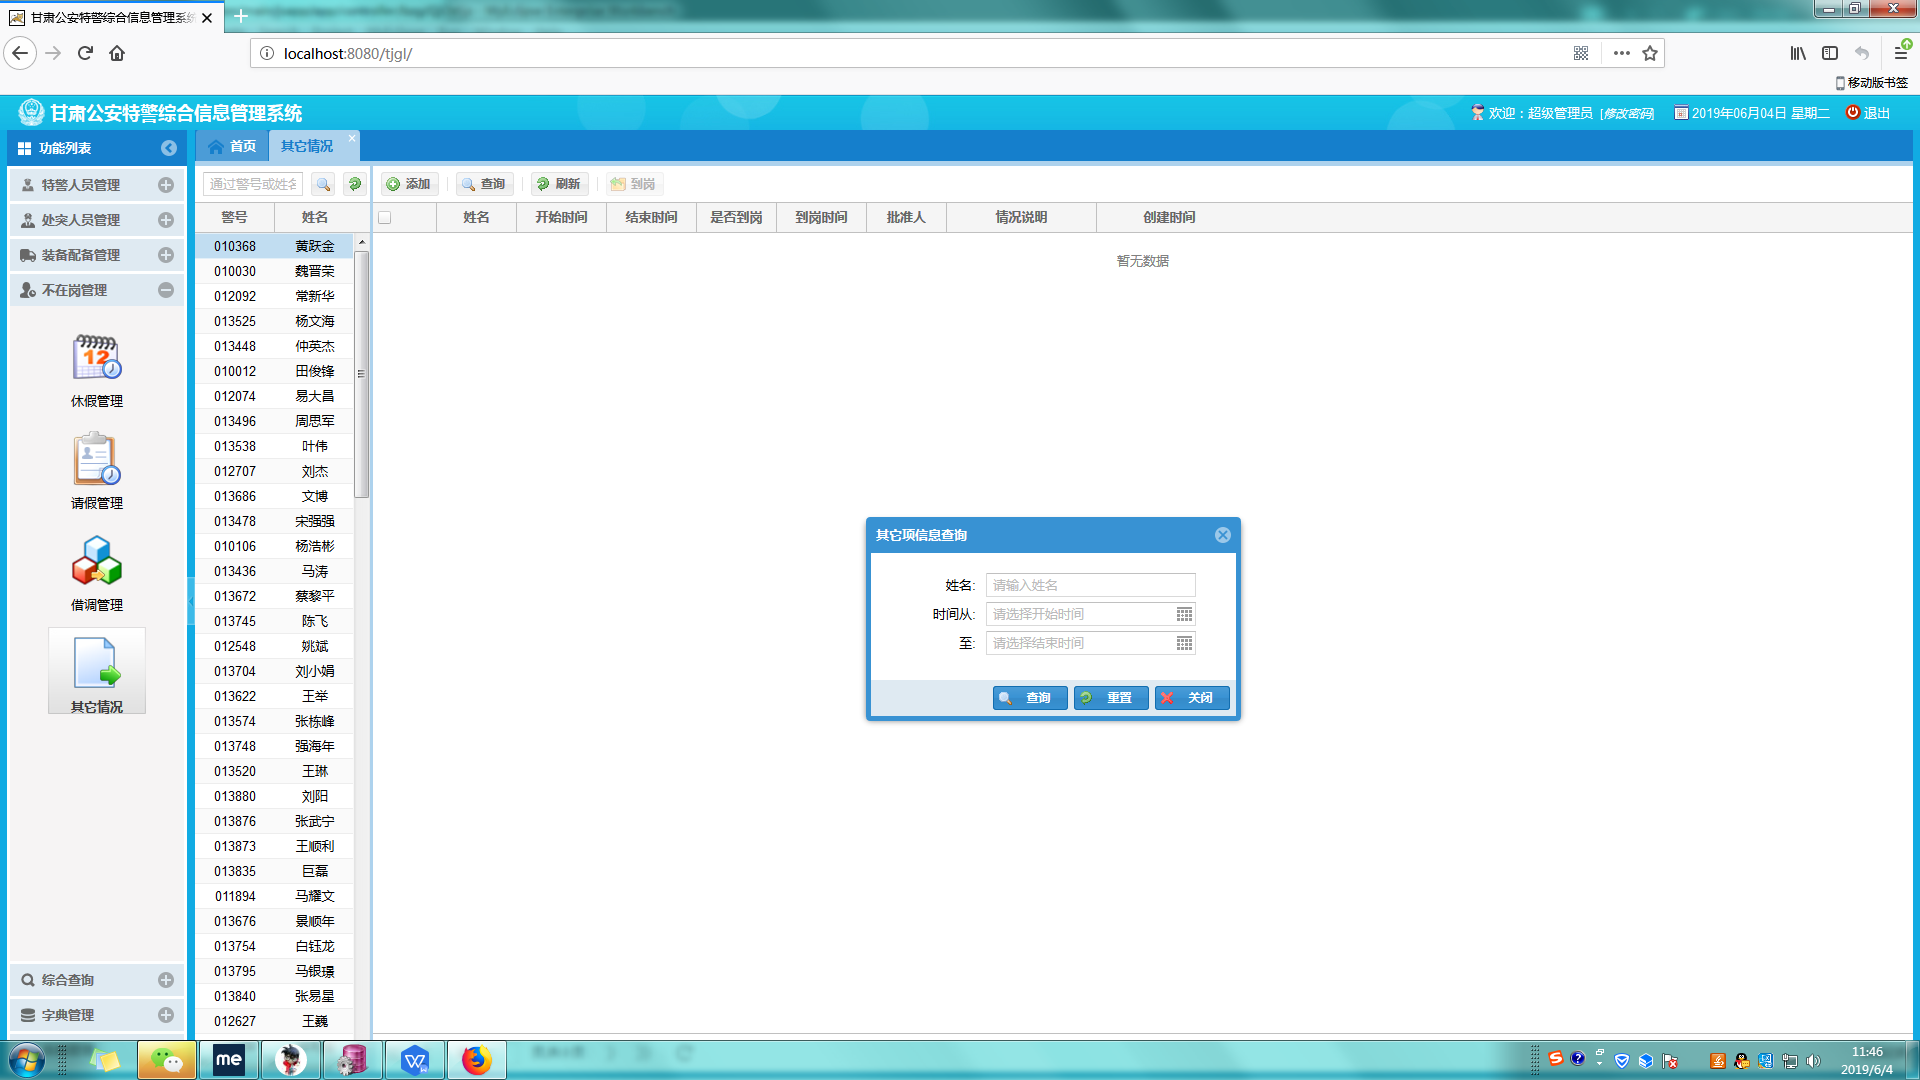 甘肃公安特警综合信息管理系统
localhost:8080/tjgl/
移动版书签
甘肃公安特警综合信息管理系统
欢迎：超级管理员 [修改密码] 2019年06月04日 星期二 退出
功能列表
首页
其它情况
特警人员管理
处突人员管理
装备配备管理
不在岗管理
12
休假管理
请假管理
借调管理
其它情况
综合查询
字典管理
通过警号或姓名
添加 查询 刷新 到岗
警号 姓名
010368 黄跃金
010030 魏晋荣
012092 常新华
013525 杨文海
013448 仲英杰
010012 田俊锋
012074 易大昌
013496 周思军
013538 叶伟
012707 刘杰
013686 文博
013478 宋强强
010106 杨浩彬
013436 马涛
013672 蔡黎平
013745 陈飞
012548 姚斌
013704 刘小娟
013622 王举
013574 张栋峰
013748 强海年
013520 王琳
013880 刘阳
013876 张武宁
013873 王顺利
013835 巨磊
011894 马耀文
013676 景顺年
013754 白钰龙
013795 马银璟
013840 张易星
012627 王巍
姓名 开始时间 结束时间 是否到岗 到岗时间 批准人 情况说明 创建时间
暂无数据
其它项信息查询
姓名: 请输入姓名
时间从: 请选择开始时间
至: 请选择结束时间
查询 重置 关闭
me
11:46
2019/6/4